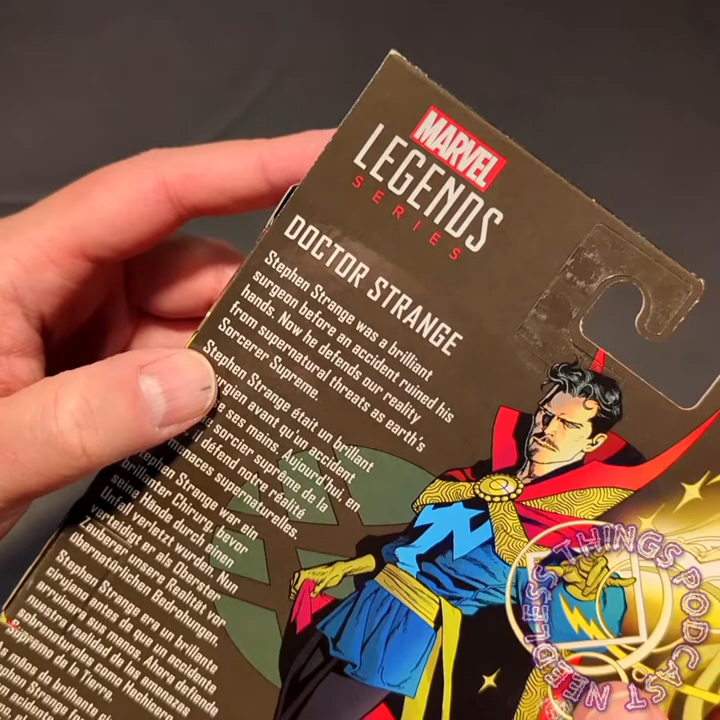 MARVEL
LEGENDS
SERIES
DOCTOR STRANGE
Stephen Strange was a brilliant
surgeon before an accident ruined his
hands. Now he defends our reality
from supernatural threats as earth's
Sorcerer Supreme.
Stephen Strange était un brillant
avant qu'un accident
ses mains. Aujourd'hui, en
sorcier suprême de la
il défend notre réalité
menaces supernaturelles.
Stephen Strange war ein
brillanter Chirurg, bevor
seine Hände durch einen
Unfall verletzt wurden. Nun
verteidigt er als Oberster
Zauberer unsere Realität vor
übernatürlichen Bedrohungen.
Stephen Strange era un brillante
cirujano antes de que un accidente
arruinara sus manos. Ahora defiende
nuestra realidad de las amenazas
sobrenaturales como Hechicero
Supremo de la Tierra.
NEEDLESS THINGS PODCAST